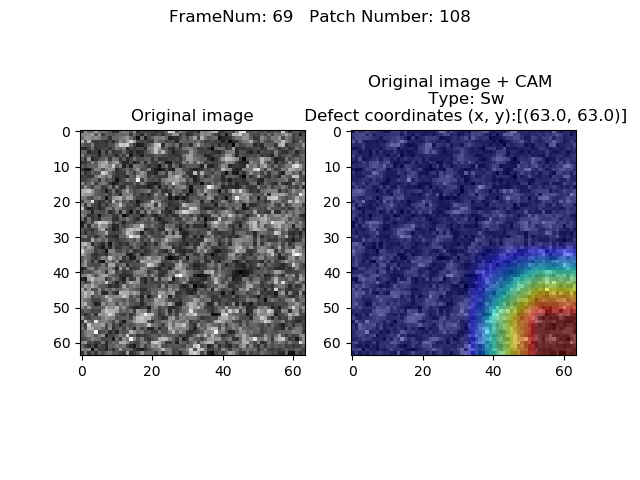 FrameNum: 69   Patch Number: 108
Original image
Original image + CAM
Type: Sw
Defect coordinates (x, y):[(63.0, 63.0)]
0
10
20
30
40
50
60
0 20 40 60
0
10
20
30
40
50
60
0 20 40 60